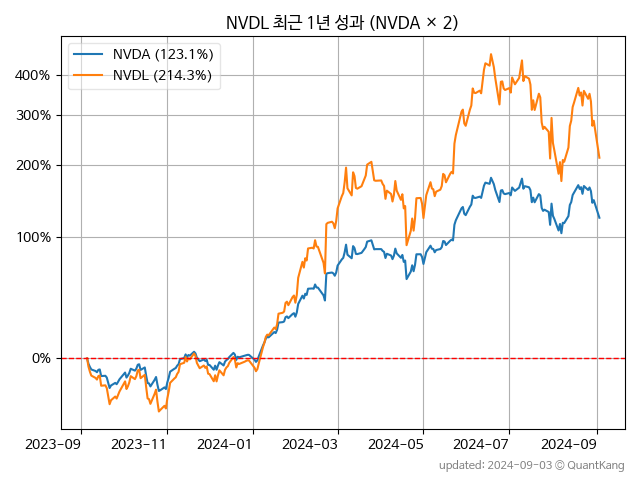 NVDL 최근 1년 성과 (NVDA × 2)
NVDA (123.1%)
NVDL (214.3%)
400%
300%
200%
100%
0%
2023-09 2023-11 2024-01 2024-03 2024-05 2024-07 2024-09
updated: 2024-09-03 © QuantKang